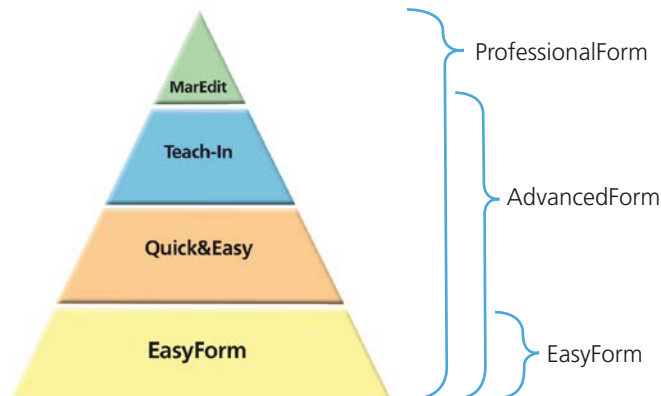 MarEdit
Teach-In
Quick&Easy
EasyForm
ProfessionalForm
AdvancedForm
EasyForm